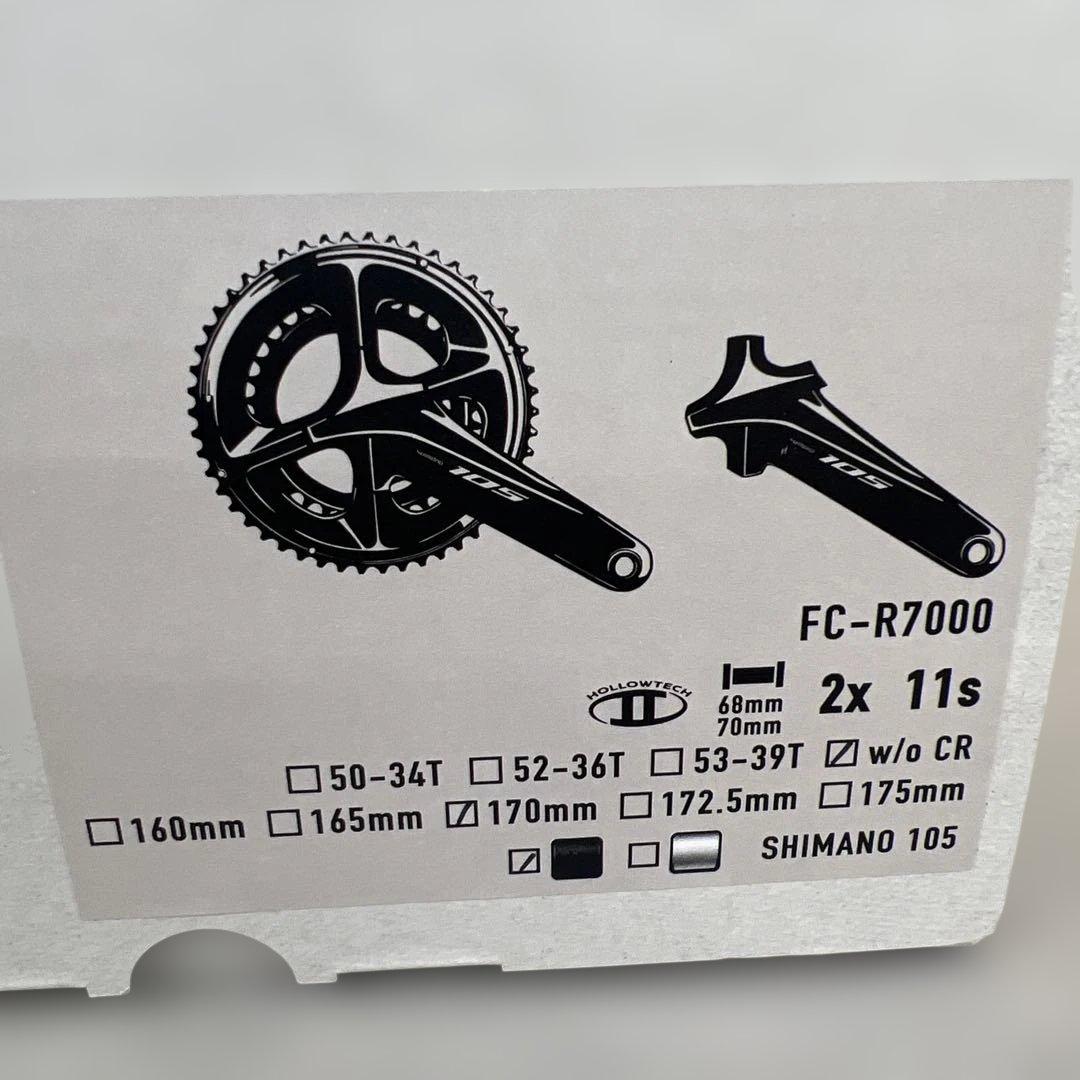 105
105
FC-R7000
HOLLOWTECH II
68mm
70mm
2x 11s
50-34T 52-36T 53-39T w/o CR
160mm 165mm 170mm 172.5mm 175mm
SHIMANO 105